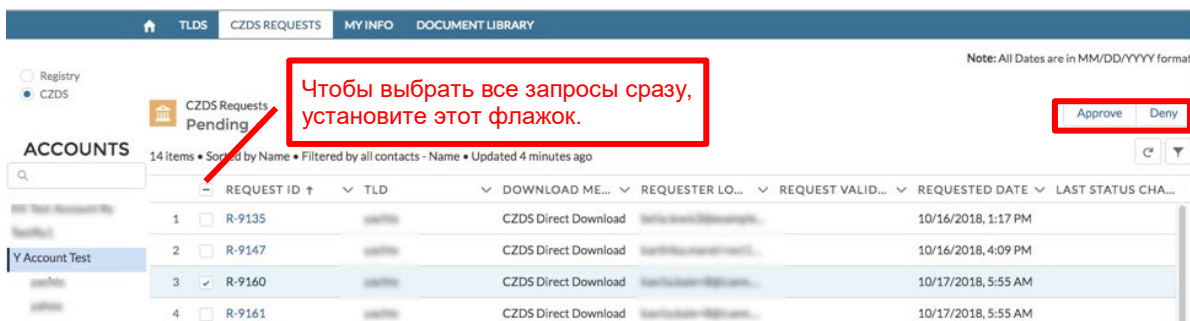 TLDS CZDS REQUESTS MY INFO DOCUMENT LIBRARY
Note: All Dates are in MM/DD/YYYY format
Registry
CZDS
Чтобы выбрать все запросы сразу,
установите этот флажок.
CZDS Requests
Pending
Approve Deny
ACCOUNTS
14 items • Sorted by Name • Filtered by all contacts - Name • Updated 4 minutes ago
REQUEST ID ↑ TLD DOWNLOAD ME... REQUESTER LO... REQUEST VALID... REQUESTED DATE LAST STATUS CHA...
1 R-9135 CZDS Direct Download 10/16/2018, 1:17 PM
2 R-9147 CZDS Direct Download 10/16/2018, 4:09 PM
Y Account Test
3 R-9160 CZDS Direct Download 10/17/2018, 5:55 AM
4 R-9161 CZDS Direct Download 10/17/2018, 5:55 AM